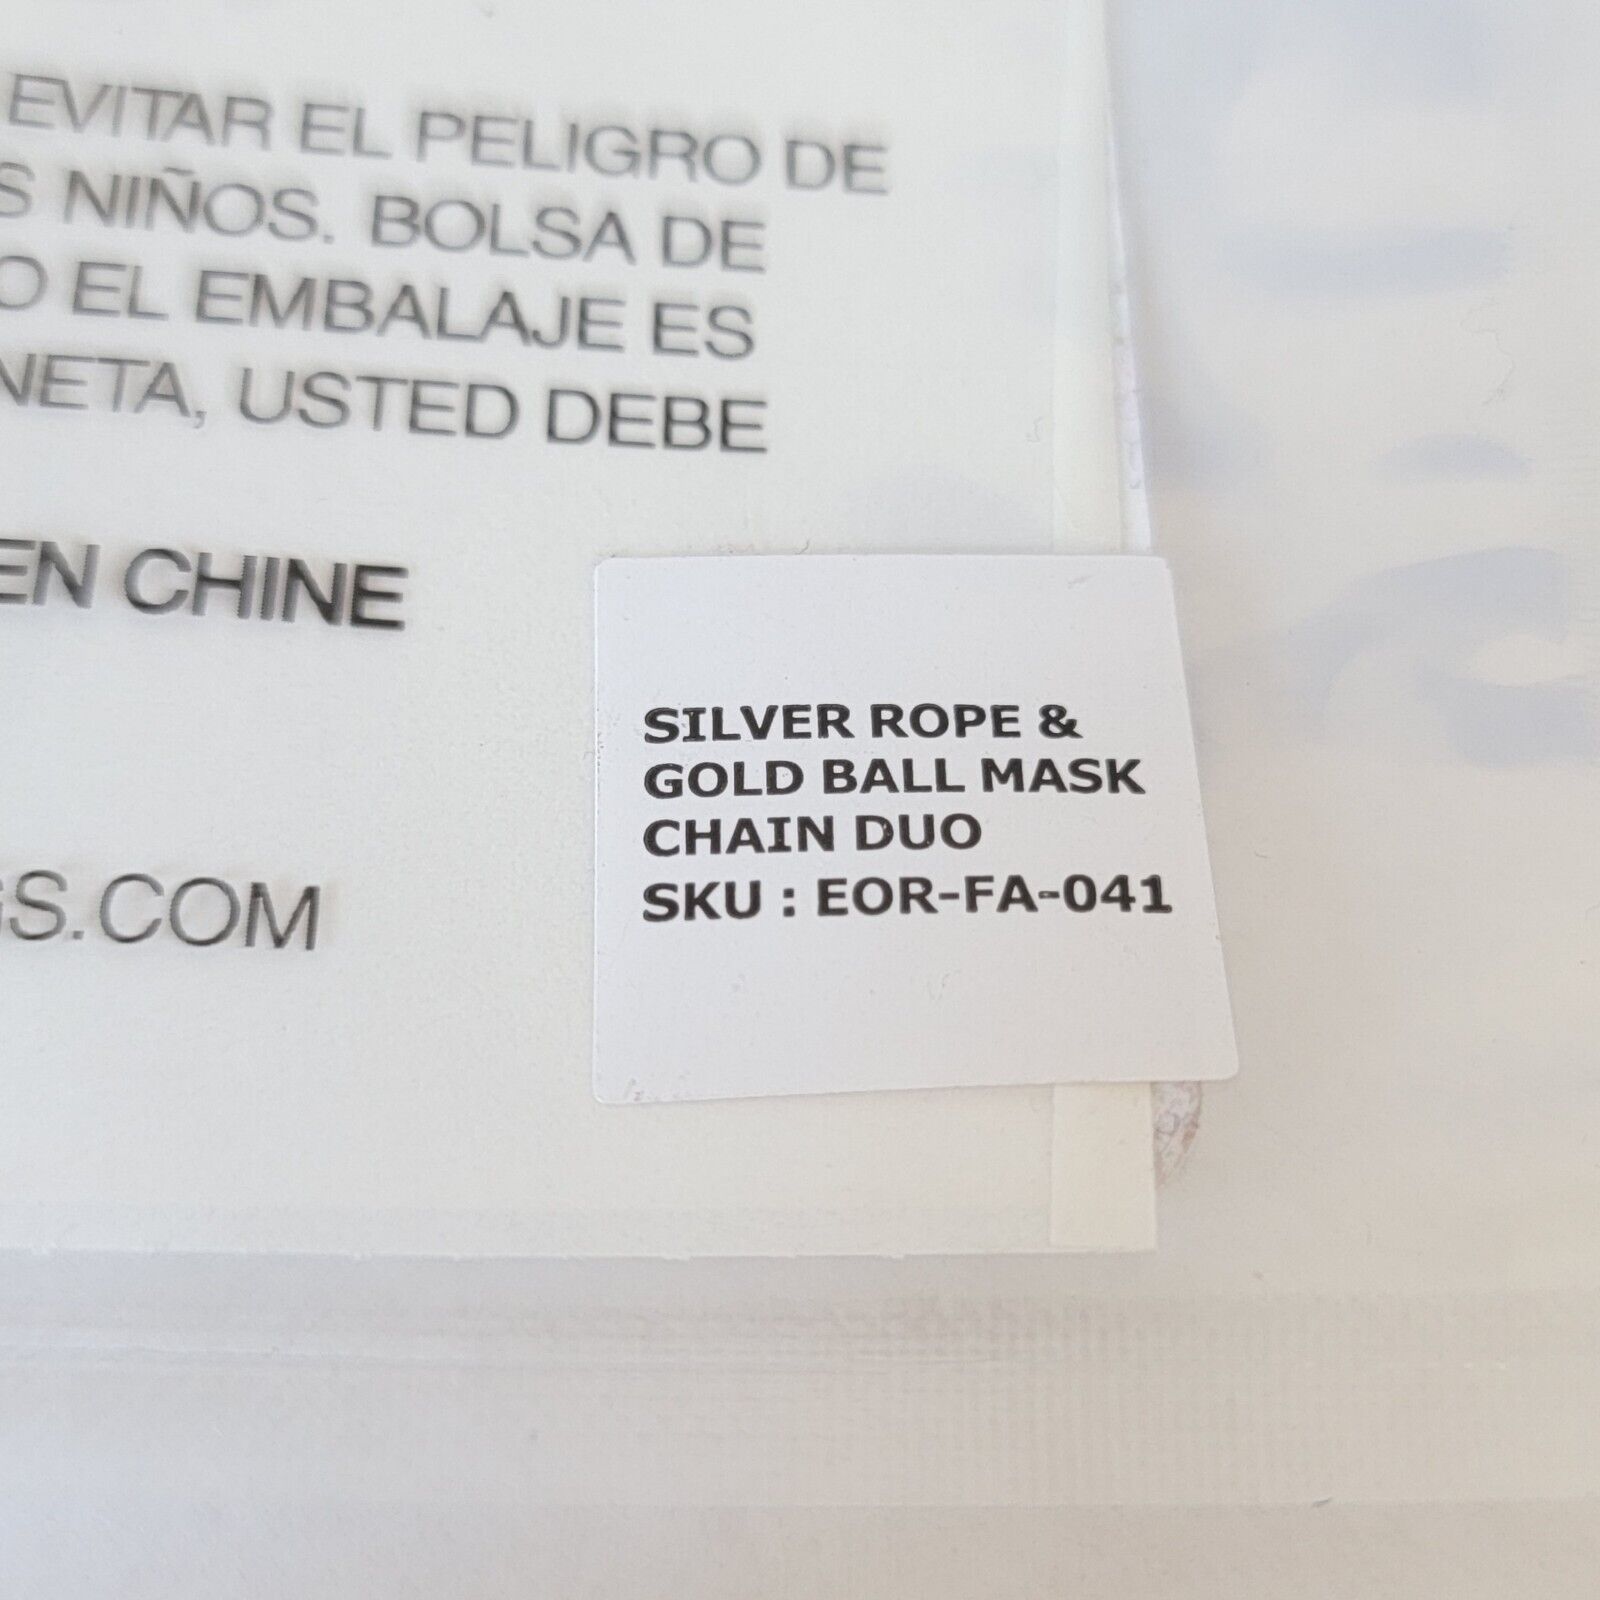 EVITAR EL PELIGRO DE
S NIÑOS. BOLSA DE
O EL EMBALAJE ES
NETA, USTED DEBE
EN CHINE
GS.COM
SILVER ROPE &
GOLD BALL MASK
CHAIN DUO
SKU : EOR-FA-041